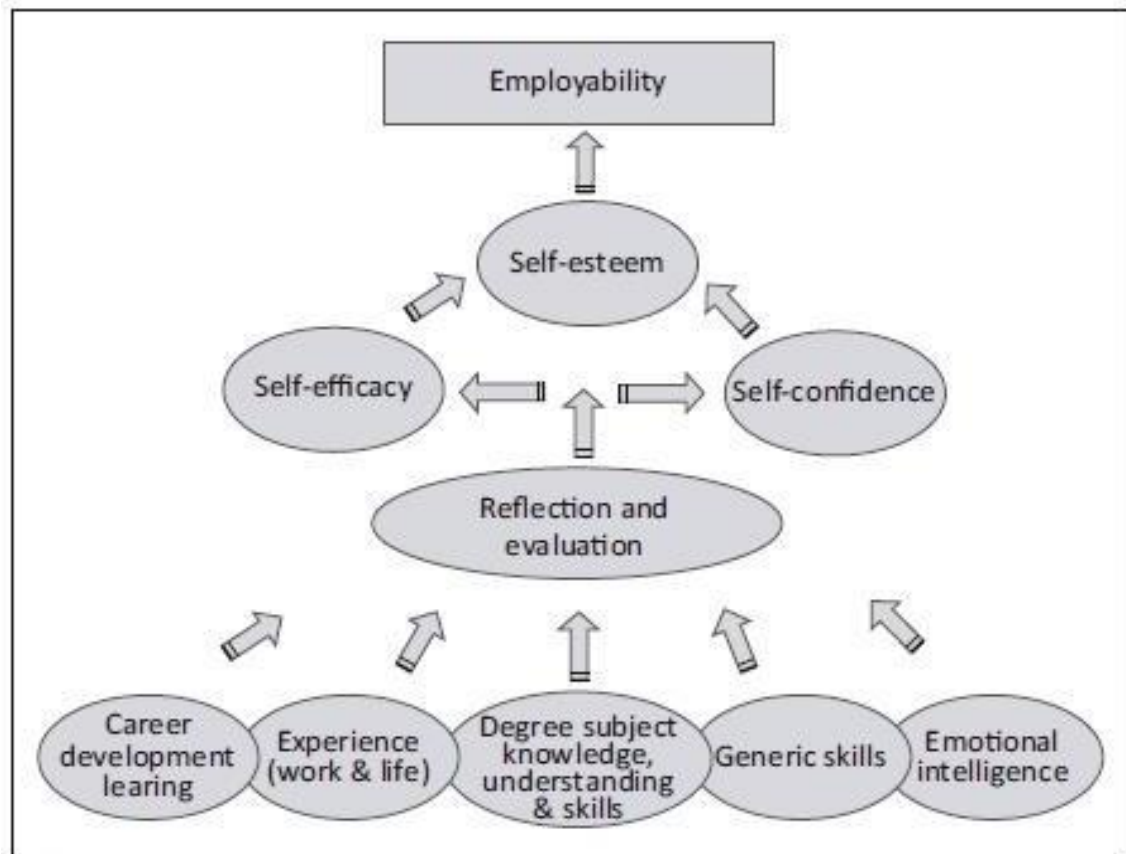 Employability
Self-esteem
Self-efficacy
Self-confidence
Reflection and
evaluation
Career
development
learing
Experience
(work & life)
Degree subject
knowledge,
understanding
& skills
Generic skills
Emotional
intelligence